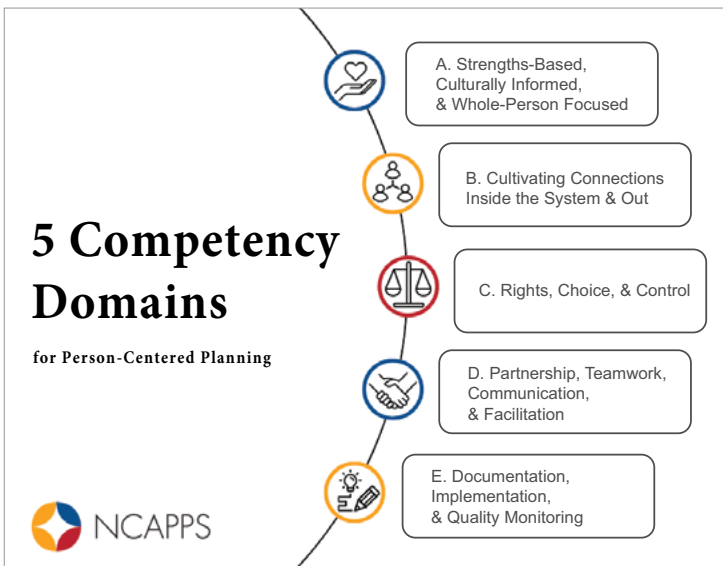 5 Competency
Domains
for Person-Centered Planning
A. Strengths-Based,
Culturally Informed,
& Whole-Person Focused
B. Cultivating Connections
Inside the System & Out
C. Rights, Choice, & Control
D. Partnership, Teamwork,
Communication,
& Facilitation
E. Documentation,
Implementation,
& Quality Monitoring
NCAPPS